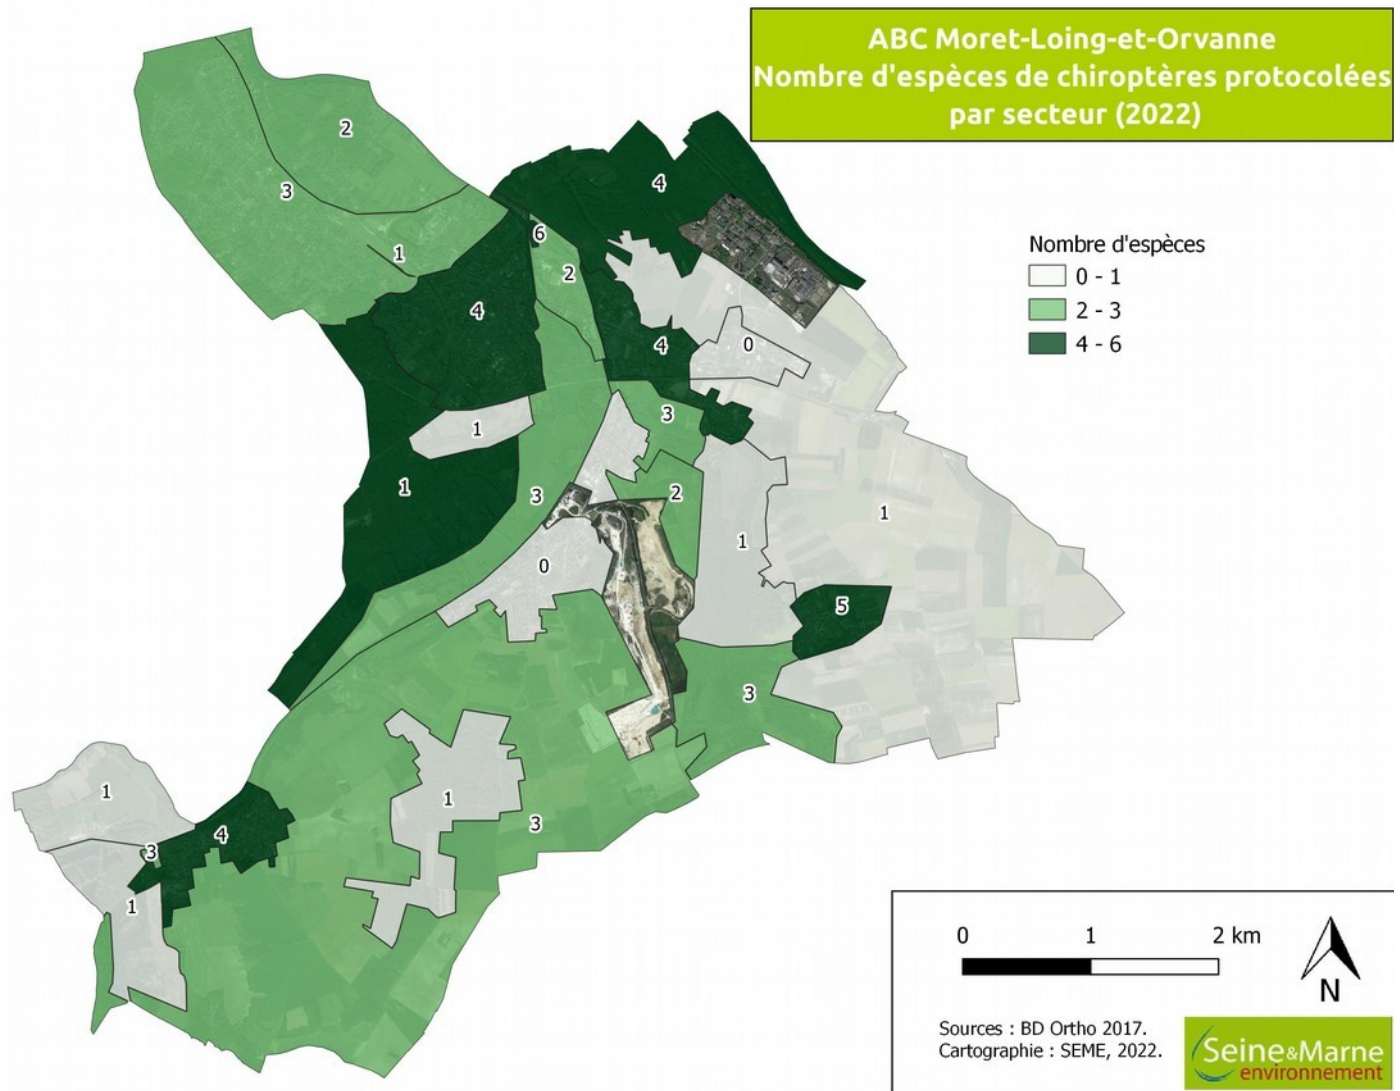 ABC Moret-Loing-et-Orvanne
Nombre d'espèces de chiroptères protocolées
par secteur (2022)
2
3
4
1
6
2
4
4
0
Nombre d'espèces
0 - 1
2 - 3
4 - 6
3
1
1
3
2
1
1
0
5
3
1
1
3
4
3
1
0 1 2 km
N
Sources : BD Ortho 2017.
Cartographie : SEME, 2022.
Seine&Marne
environnement